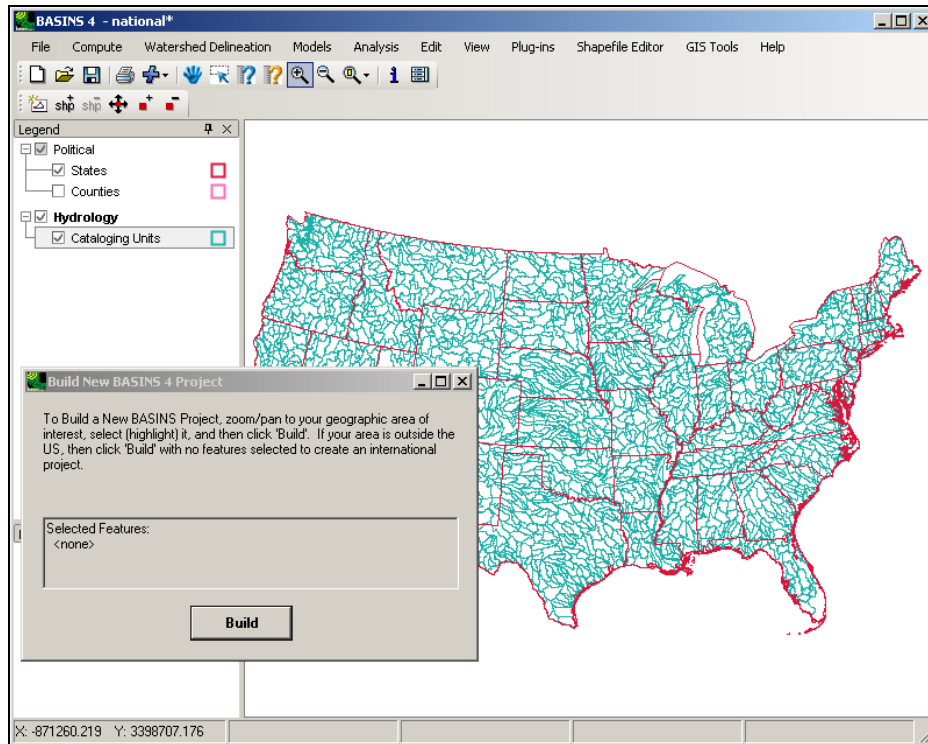 BASINS 4 - national*
File Compute Watershed Delineation Models Analysis Edit View Plug-ins Shapefile Editor GIS Tools Help
shp shp
Legend
Political
States
Counties
Hydrology
Cataloging Units
Build New BASINS 4 Project
To Build a New BASINS Project, zoom/pan to your geographic area of
interest, select (highlight) it, and then click 'Build'. If your area is outside the
US, then click 'Build' with no features selected to create an international
project.
Selected Features:
<none>
Build
X: -871260.219 Y: 3398707.176